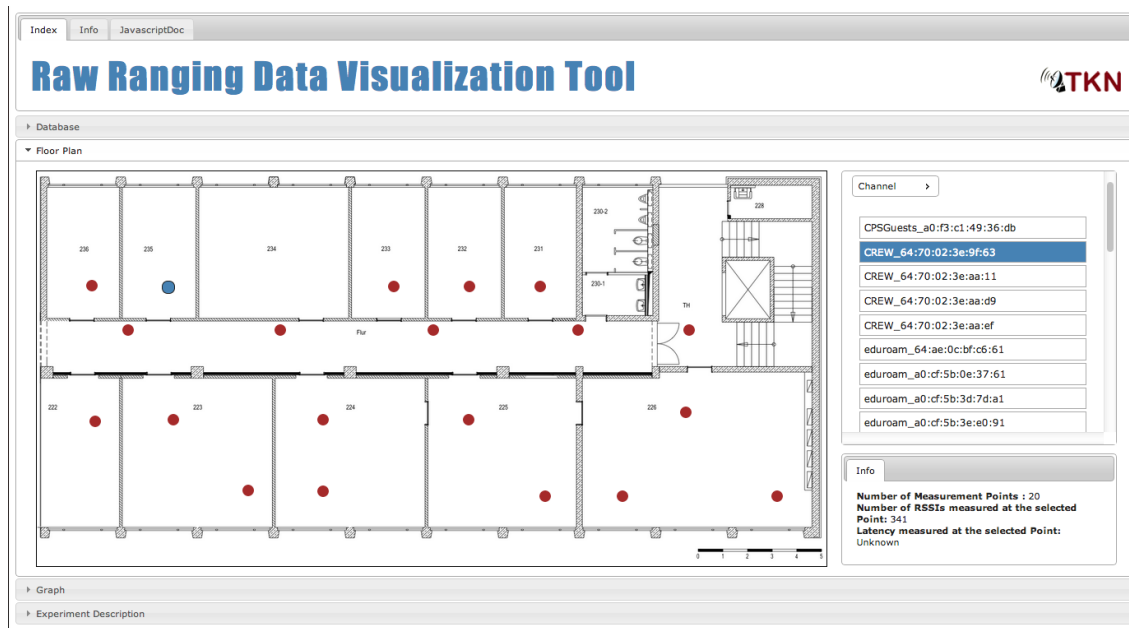 Index Info JavascriptDoc
Raw Ranging Data Visualization Tool
TKN
Database
Floor Plan
Channel >
CPSGuests_a0:f3:c1:49:36:db
CREW_64:70:02:3e:9f:63
CREW_64:70:02:3e:aa:11
CREW_64:70:02:3e:aa:d9
CREW_64:70:02:3e:aa:ef
eduroam_64:ae:0c:bf:c6:61
eduroam_a0:cf:5b:0e:37:61
eduroam_a0:cf:5b:3d:7d:a1
eduroam_a0:cf:5b:3e:e0:91
228
230-2
236 235 234 233 232 231
230-1
TH
Flur
222 223 224 225 226
0 1 2 3 4 5
Info
Number of Measurement Points : 20
Number of RSSIs measured at the selected
Point: 341
Latency measured at the selected Point:
Unknown
Graph
Experiment Description